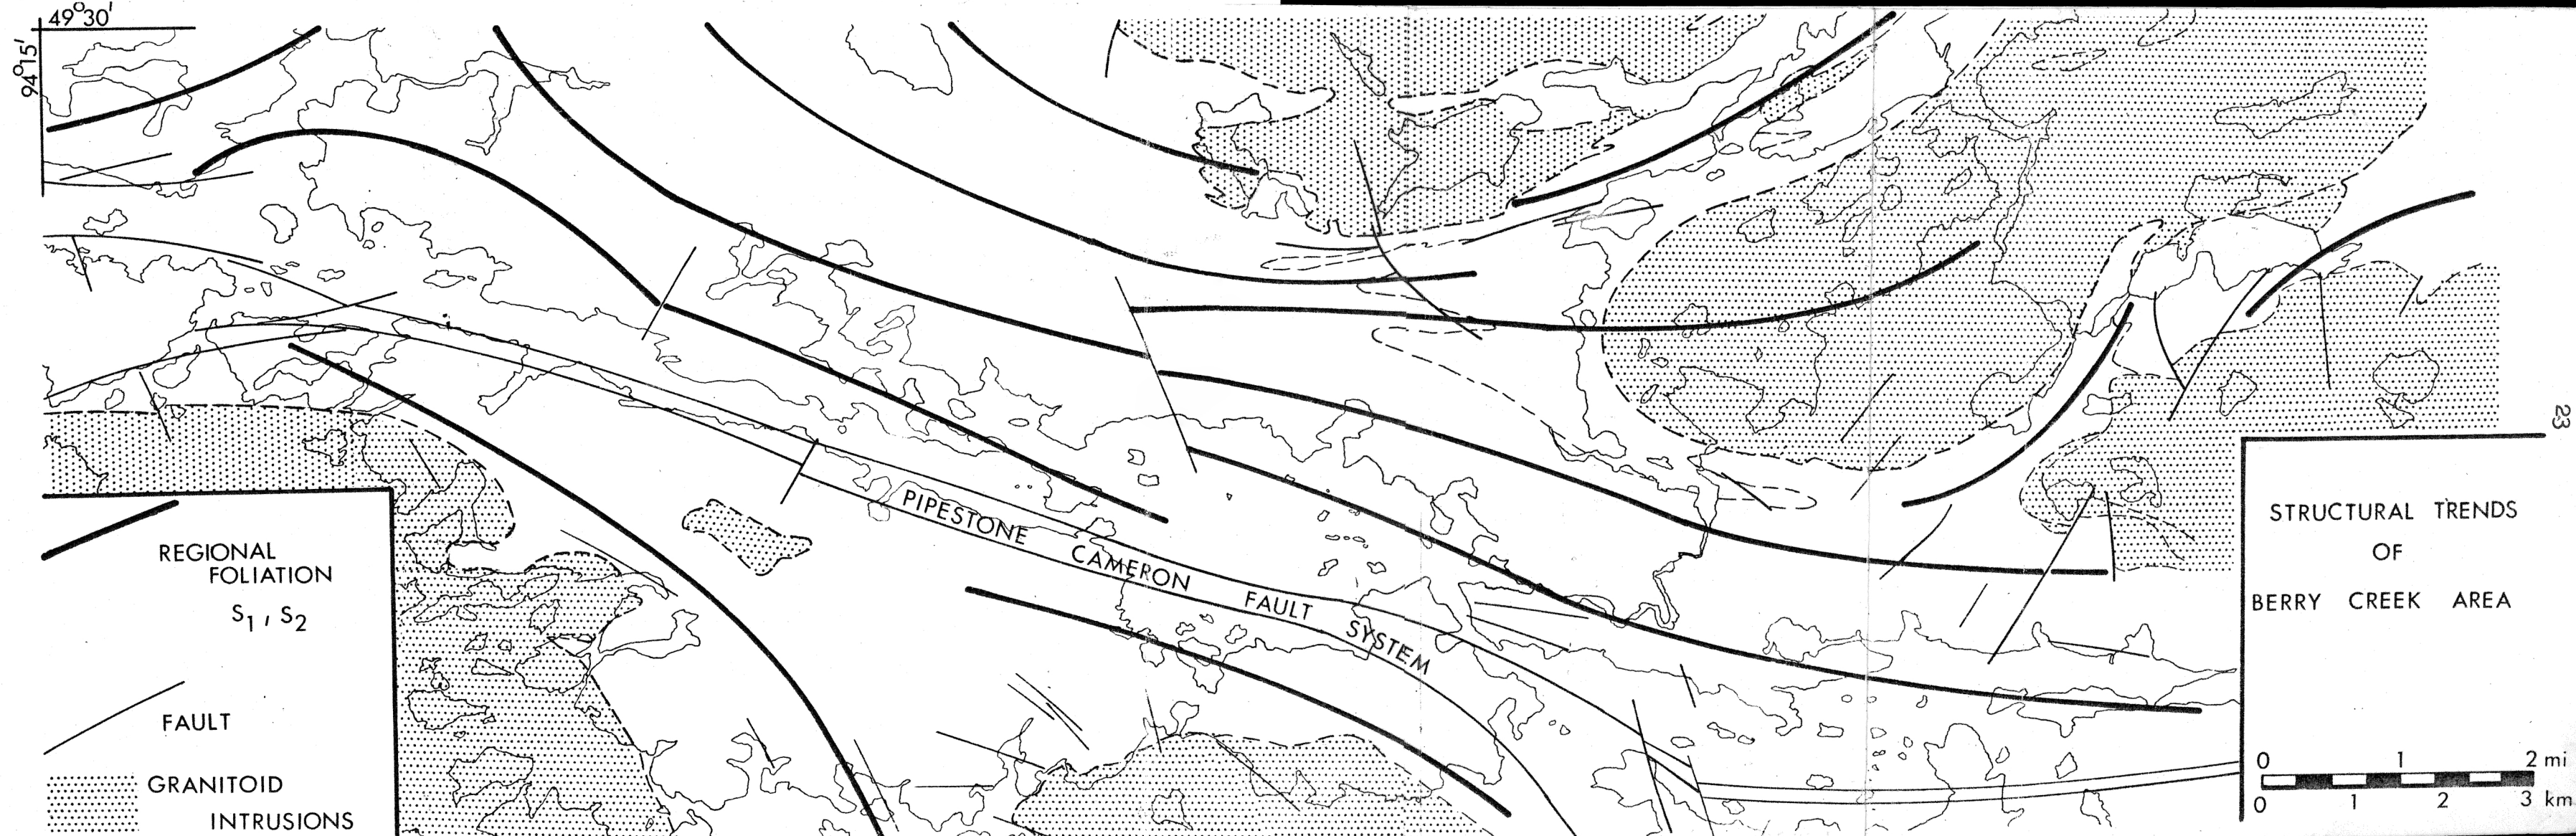 49°30'
94°15'
PIPESTONE CAMERON FAULT SYSTEM
23
STRUCTURAL TRENDS
OF
BERRY CREEK AREA
REGIONAL
FOLIATION
S1, S2
FAULT
GRANITOID
INTRUSIONS
0 1 2 mi
0 1 2 3 km